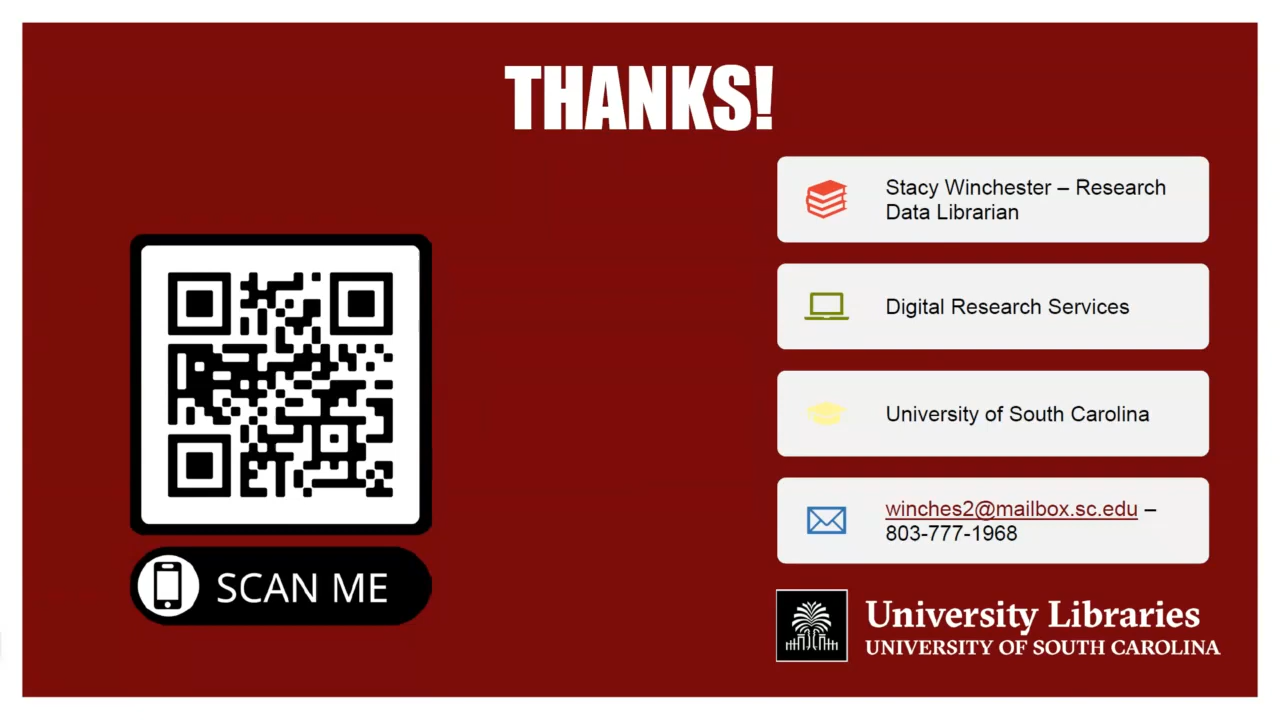 THANKS!
Stacy Winchester – Research
Data Librarian
Digital Research Services
University of South Carolina
winches2@mailbox.sc.edu –
803-777-1968
SCAN ME
University Libraries
UNIVERSITY OF SOUTH CAROLINA